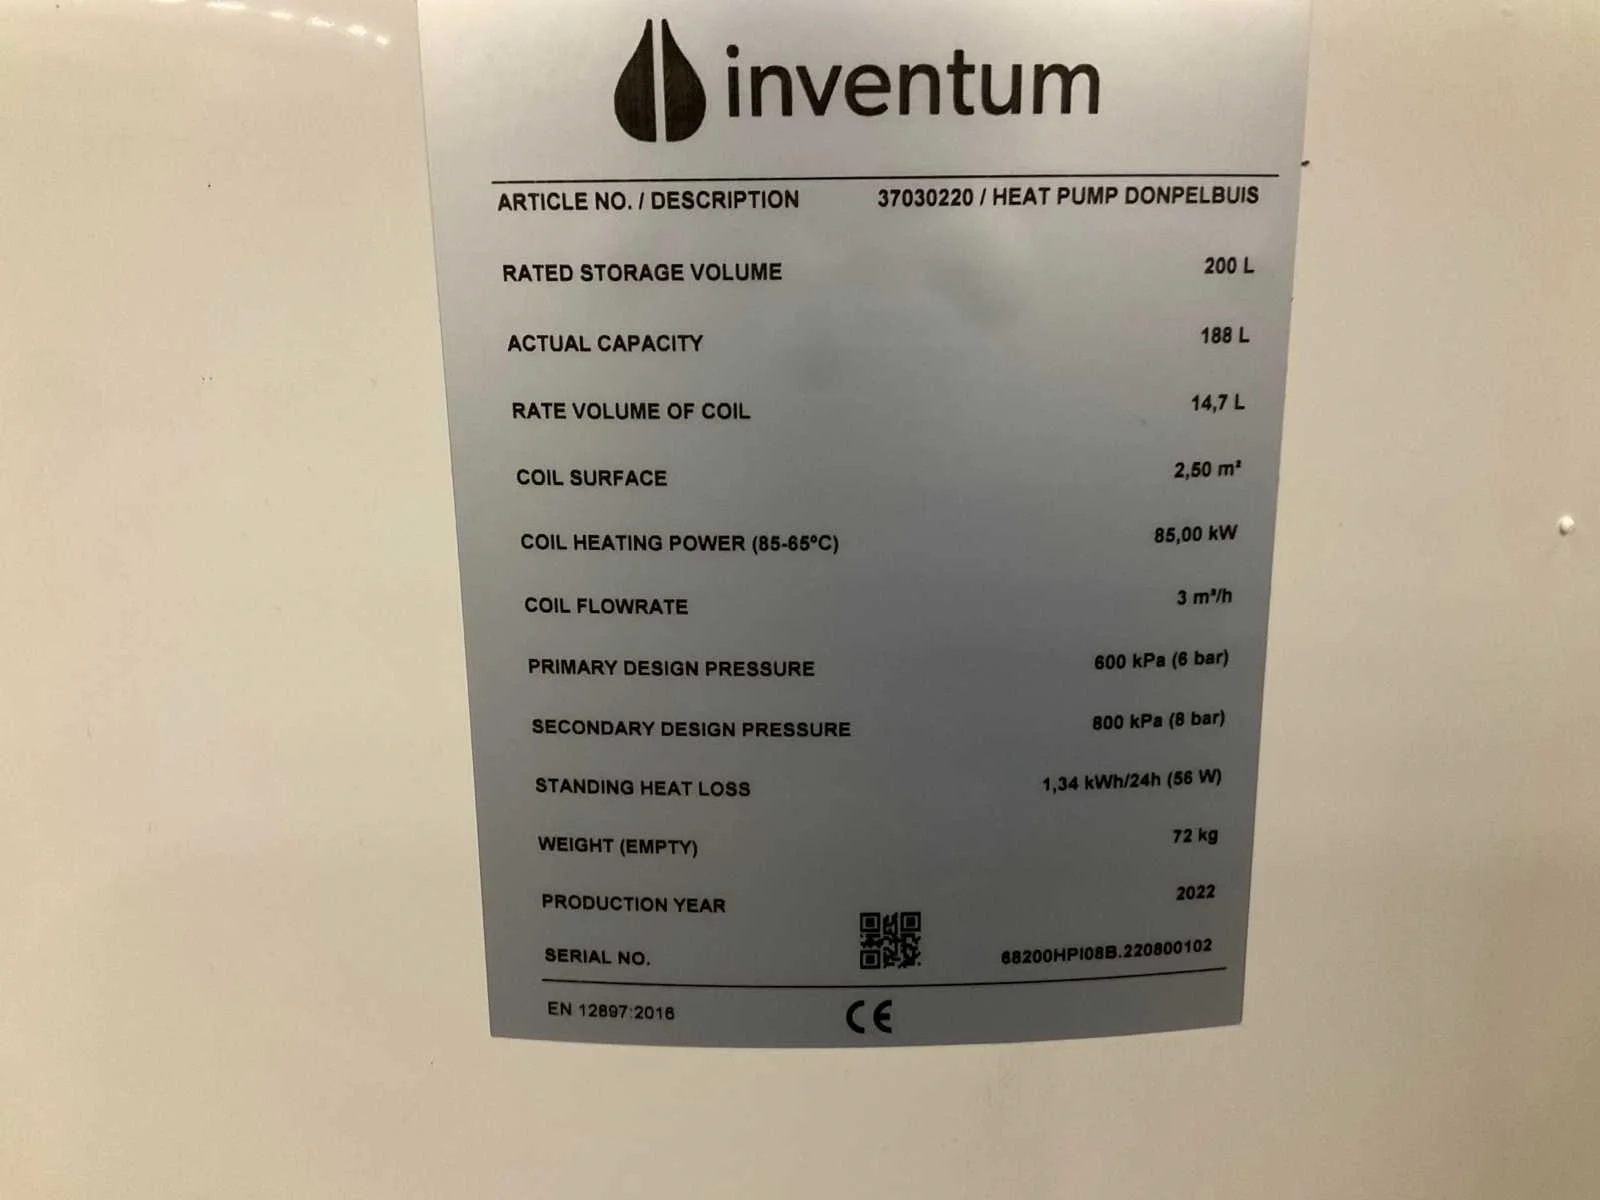 inventum
ARTICLE NO. / DESCRIPTION 37030220 / HEAT PUMP DONPELBUIS
RATED STORAGE VOLUME 200 L
ACTUAL CAPACITY 188 L
RATE VOLUME OF COIL 14,7 L
COIL SURFACE 2,50 m²
COIL HEATING POWER (85-65ºC) 85,00 kW
COIL FLOWRATE 3 m³/h
PRIMARY DESIGN PRESSURE 600 kPa (6 bar)
SECONDARY DESIGN PRESSURE 800 kPa (8 bar)
STANDING HEAT LOSS 1,34 kWh/24h (56 W)
WEIGHT (EMPTY) 72 kg
PRODUCTION YEAR 2022
SERIAL NO. 68200HPI08B.220800102
EN 12897:2016 CE